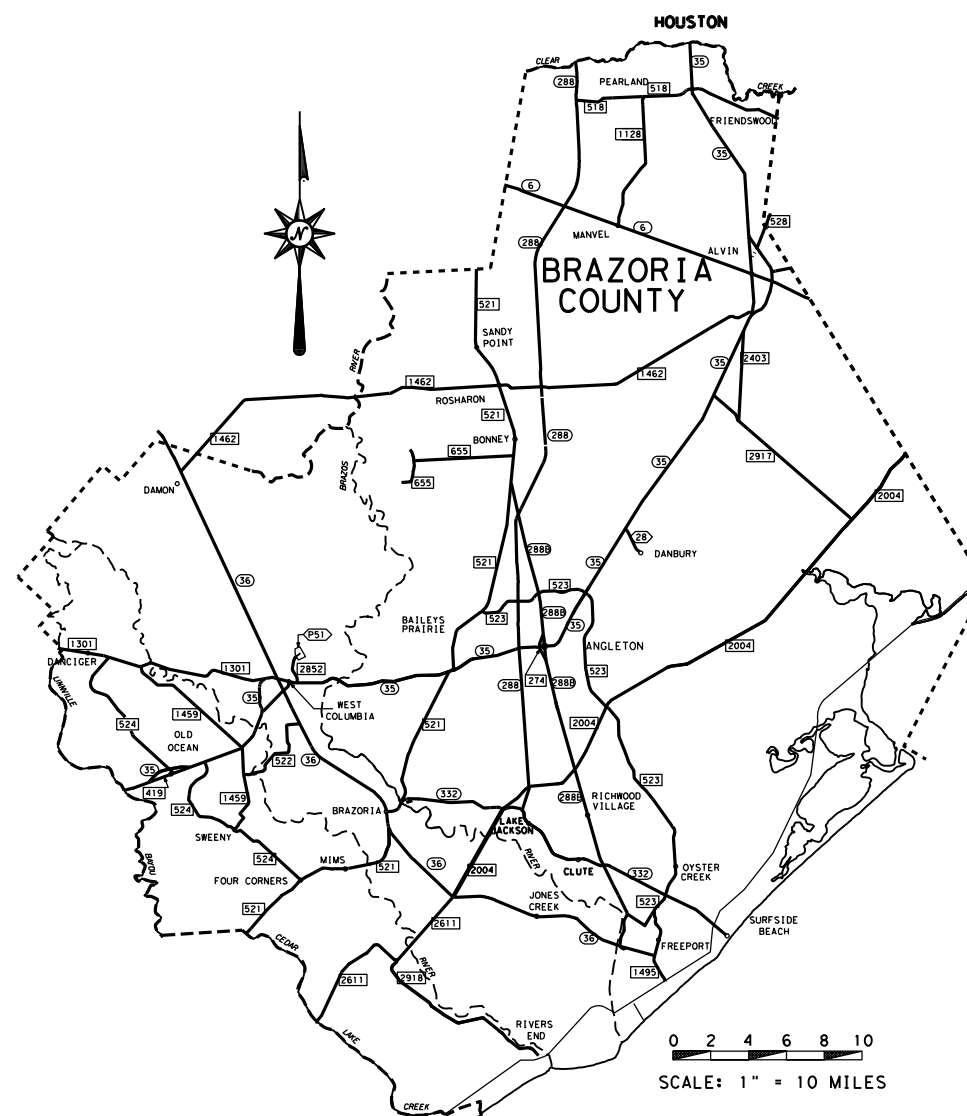 HOUSTON
CLEAR
288
PEARLAND
35
518
518
CREEK
FRIENDSWOOD
1128
35
6
528
MANVEL
6
288
ALVIN
N
BRAZORIA
COUNTY
521
SANDY
POINT
RIVER
35
2403
1462
1462
ROSHARON
521
1462
BONNEY
288
655
35
2917
DAMON
BRAZOS
655
2004
28
DANBURY
288B
521
36
523
BAILEYS
PRAIRIE
523
288B
35
P51
1301
35
ANGLETON
2004
DANCIGER
1301
2852
523
LINNVILLE
35
35
288
274
288B
WEST
COLUMBIA
524
1459
521
2004
OLD
OCEAN
522
36
35
523
419
1459
332
288B
RICHWOOD
VILLAGE
524
BRAZORIA
LAKE
JACKSON
SWEENY
RIVER
BAYOU
524
MIMS
521
36
2004
CLUTE
332
OYSTER
CREEK
FOUR CORNERS
JONES
CREEK
523
521
2611
SURFSIDE
BEACH
CEDAR
36
FREEPORT
RIVER
2611
2918
1495
RIVERS
END
LAKE
0 2 4 6 8 10
SCALE: 1" = 10 MILES
CREEK